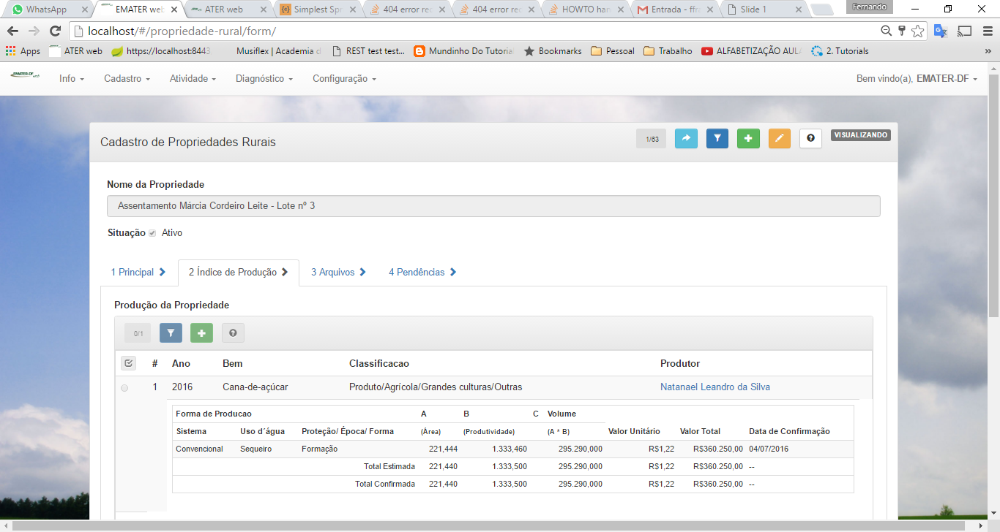 WhatsApp EMATER web ATER web Simplest Spr 404 error re 404 error re HOWTO han Entrada - ffra Slide 1 Fernando
localhost/#/propriedade-rural/form/
Apps ATER web https://localhost:8443 Musiflex | Academia d REST test test... Mundinho Do Tutoria Bookmarks Pessoal Trabalho ALFABETIZAÇÃO AUL 2. Tutorials »
EMATER-DF Info Cadastro Atividade Diagnóstico Configuração Bem vindo(a), EMATER-DF
Cadastro de Propriedades Rurais 1/63 VISUALIZANDO
Nome da Propriedade
Assentamento Márcia Cordeiro Leite - Lote nº 3
Situação Ativo
1 Principal 2 Índice de Produção 3 Arquivos 4 Pendências
Produção da Propriedade
0/1
# Ano Bem Classificacao Produtor
1 2016 Cana-de-açúcar Produto/Agrícola/Grandes culturas/Outras Natanael Leandro da Silva
Forma de Producao A B C Volume
Sistema Uso d´água Proteção/ Época/ Forma (Área) (Produtividade) (A * B) Valor Unitário Valor Total Data de Confirmação
Convencional Sequeiro Formação 221,444 1.333,460 295.290,000 R$1,22 R$360.250,00 04/07/2016
Total Estimada 221,440 1.333,500 295.290,000 R$1,22 R$360.250,00 --
Total Confirmada 221,440 1.333,500 295.290,000 R$1,22 R$360.250,00 --